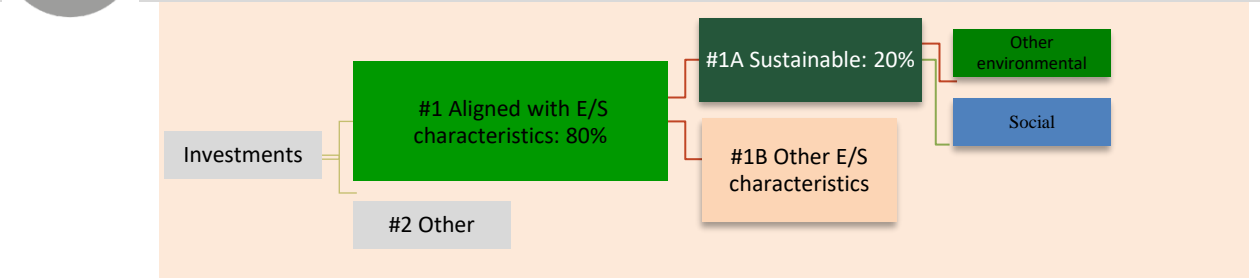 Investments
#1 Aligned with E/S
characteristics: 80%
#2 Other
#1A Sustainable: 20%
#1B Other E/S
characteristics
Other
environmental
Social